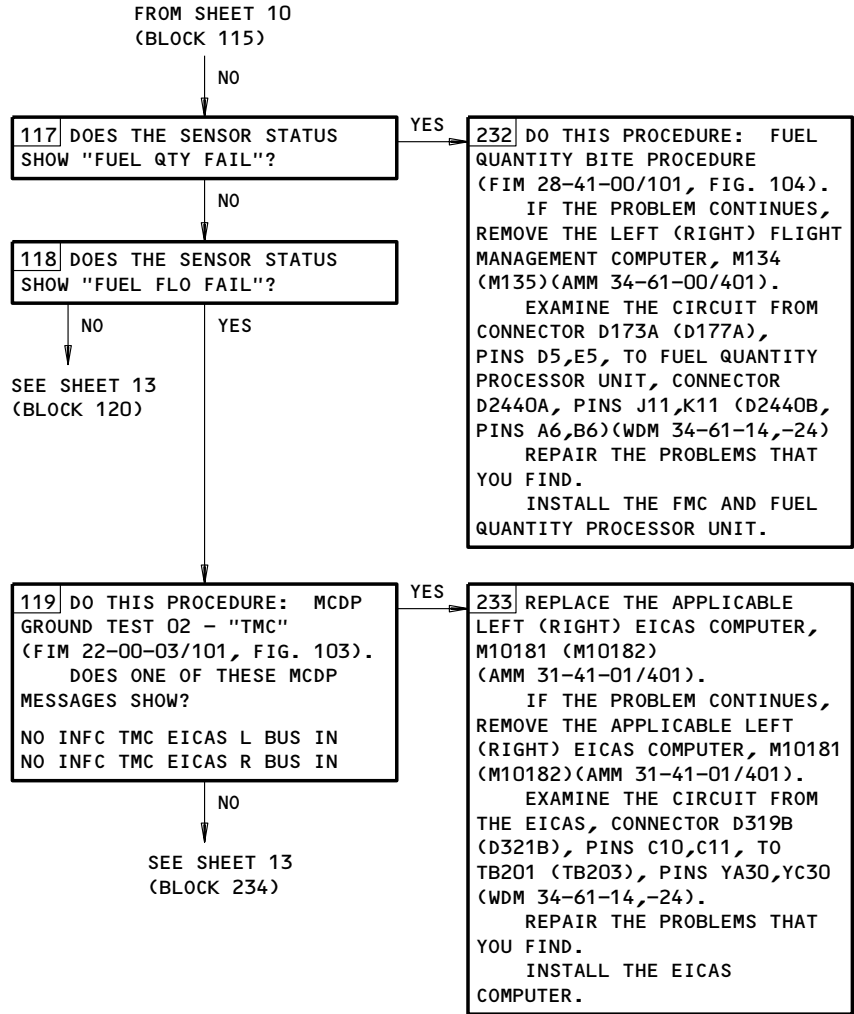 FROM SHEET 10
(BLOCK 115)
NO
117 DOES THE SENSOR STATUS
SHOW "FUEL QTY FAIL"?
YES
232 DO THIS PROCEDURE: FUEL
QUANTITY BITE PROCEDURE
(FIM 28-41-00/101, FIG. 104).
IF THE PROBLEM CONTINUES,
REMOVE THE LEFT (RIGHT) FLIGHT
MANAGEMENT COMPUTER, M134
(M135)(AMM 34-61-00/401).
EXAMINE THE CIRCUIT FROM
CONNECTOR D173A (D177A),
PINS D5,E5, TO FUEL QUANTITY
PROCESSOR UNIT, CONNECTOR
D2440A, PINS J11,K11 (D2440B,
PINS A6,B6)(WDM 34-61-14,-24)
REPAIR THE PROBLEMS THAT
YOU FIND.
INSTALL THE FMC AND FUEL
QUANTITY PROCESSOR UNIT.
NO
118 DOES THE SENSOR STATUS
SHOW "FUEL FLO FAIL"?
NO
YES
SEE SHEET 13
(BLOCK 120)
119 DO THIS PROCEDURE: MCDP
GROUND TEST 02 - "TMC"
(FIM 22-00-03/101, FIG. 103).
DOES ONE OF THESE MCDP
MESSAGES SHOW?
NO INFC TMC EICAS L BUS IN
NO INFC TMC EICAS R BUS IN
YES
233 REPLACE THE APPLICABLE
LEFT (RIGHT) EICAS COMPUTER,
M10181 (M10182)
(AMM 31-41-01/401).
IF THE PROBLEM CONTINUES,
REMOVE THE APPLICABLE LEFT
(RIGHT) EICAS COMPUTER, M10181
(M10182)(AMM 31-41-01/401).
EXAMINE THE CIRCUIT FROM
THE EICAS, CONNECTOR D319B
(D321B), PINS C10,C11, TO
TB201 (TB203), PINS YA30,YC30
(WDM 34-61-14,-24).
REPAIR THE PROBLEMS THAT
YOU FIND.
INSTALL THE EICAS
COMPUTER.
NO
SEE SHEET 13
(BLOCK 234)